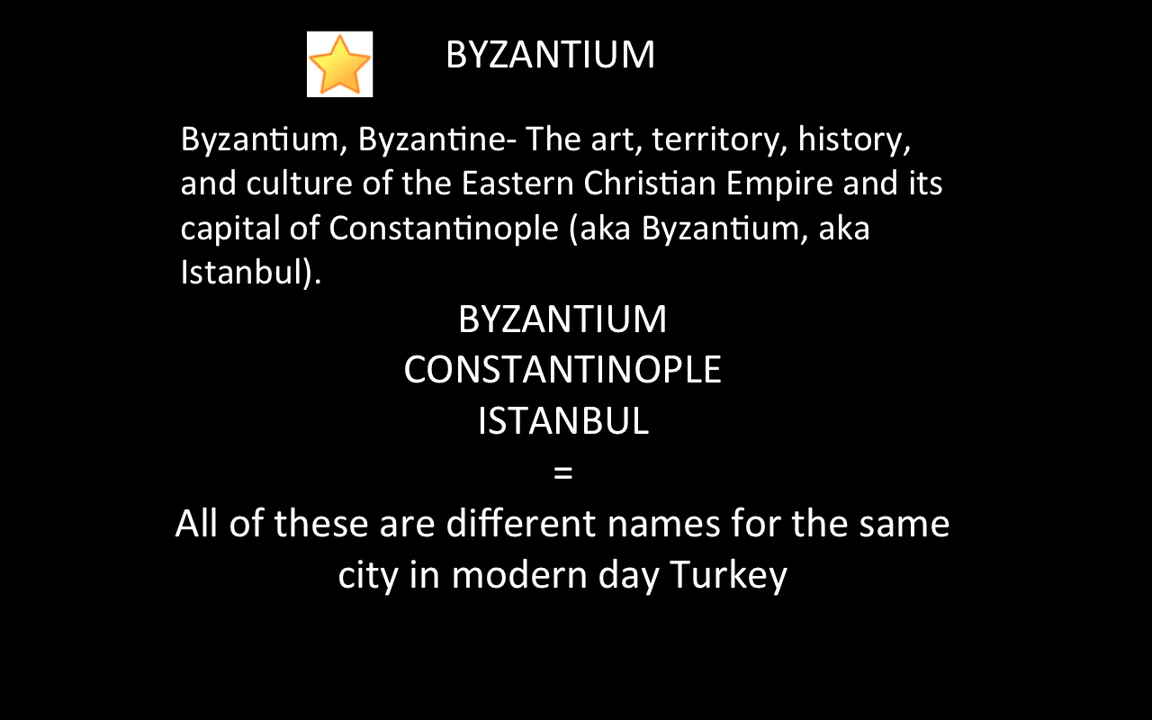 BYZANTIUM
Byzantium, Byzantine- The art, territory, history,
and culture of the Eastern Christian Empire and its
capital of Constantinople (aka Byzantium, aka
Istanbul).
BYZANTIUM
CONSTANTINOPLE
ISTANBUL
=
All of these are different names for the same
city in modern day Turkey